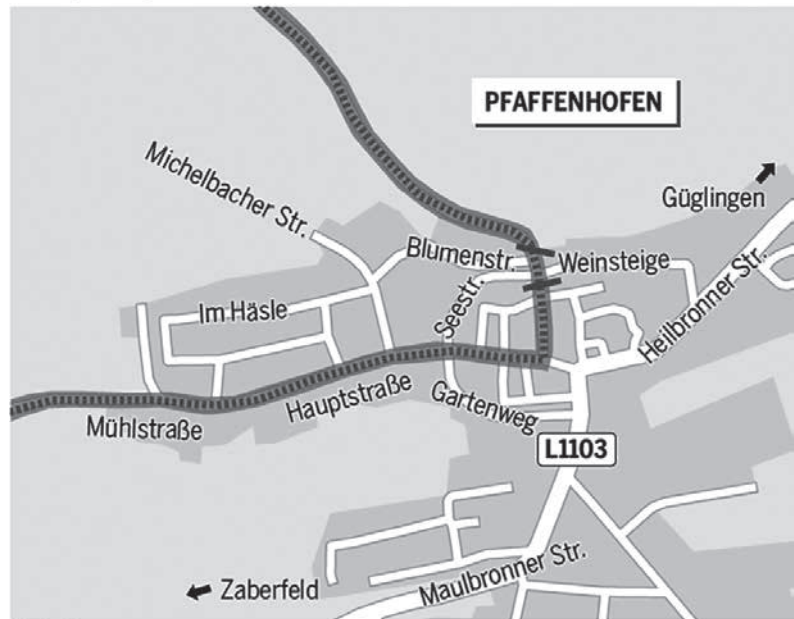 PFAFFENHOFEN
Michelbacher Str.
Güglingen
Blumenstr.
Weinsteige
Seestr.
Im Häsle
Heilbronner Str.
Hauptstraße
Gartenweg
Mühlstraße
L1103
Maulbronner Str.
Zaberfeld